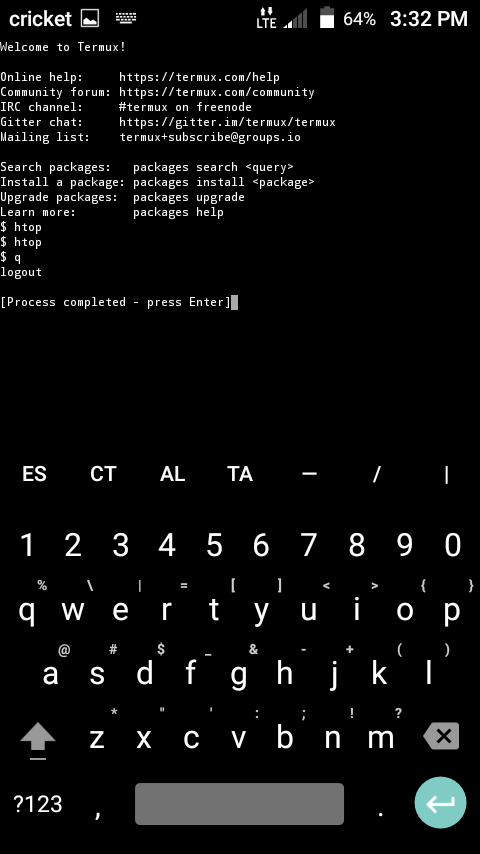 cricket LTE 64% 3:32 PM
Welcome to Termux!
Online help: https://termux.com/help
Community forum: https://termux.com/community
IRC channel: #termux on freenode
Gitter chat: https://gitter.im/termux/termux
Mailing list: termux+subscribe@groups.io
Search packages: packages search <query>
Install a package: packages install <package>
Upgrade packages: packages upgrade
Learn more: packages help
$ htop
$ htop
$ q
logout
[Process completed - press Enter]
ES CT AL TA — / |
1 2 3 4 5 6 7 8 9 0
% \ | = [ ] < > { }
q w e r t y u i o p
@ # $ _ & - + ( )
a s d f g h j k l
* " ' : ; ! ?
z x c v b n m
?123 , .